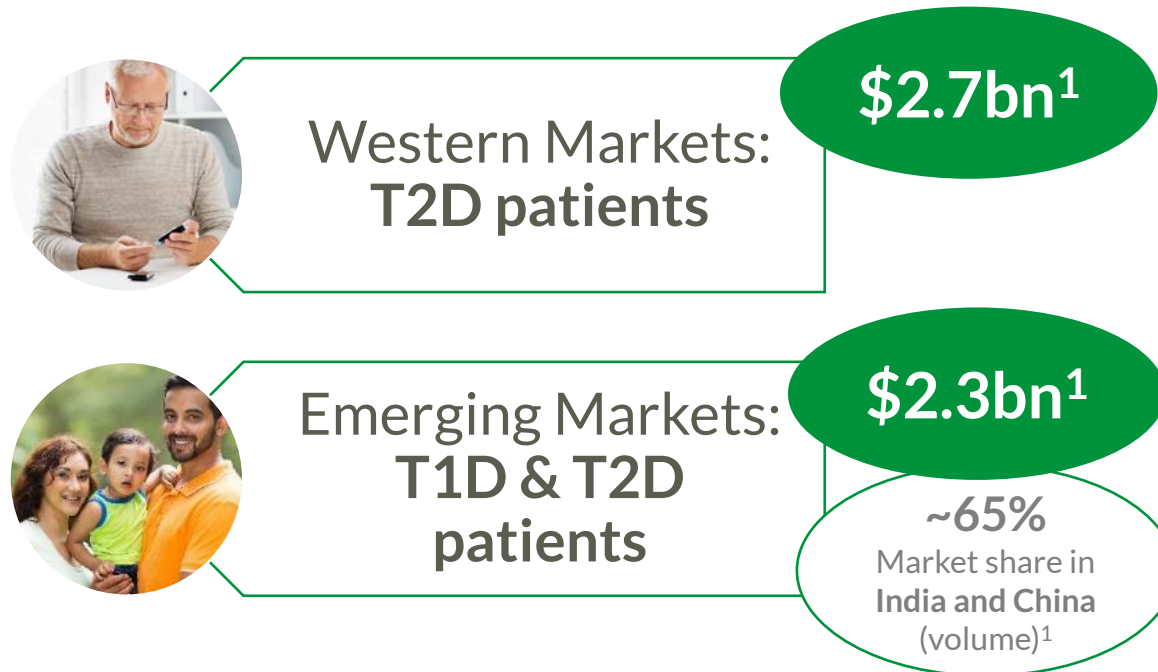 Western Markets:
T2D patients
$2.7bn¹
Emerging Markets:
T1D & T2D
patients
$2.3bn¹
~65%
Market share in
India and China
(volume)¹